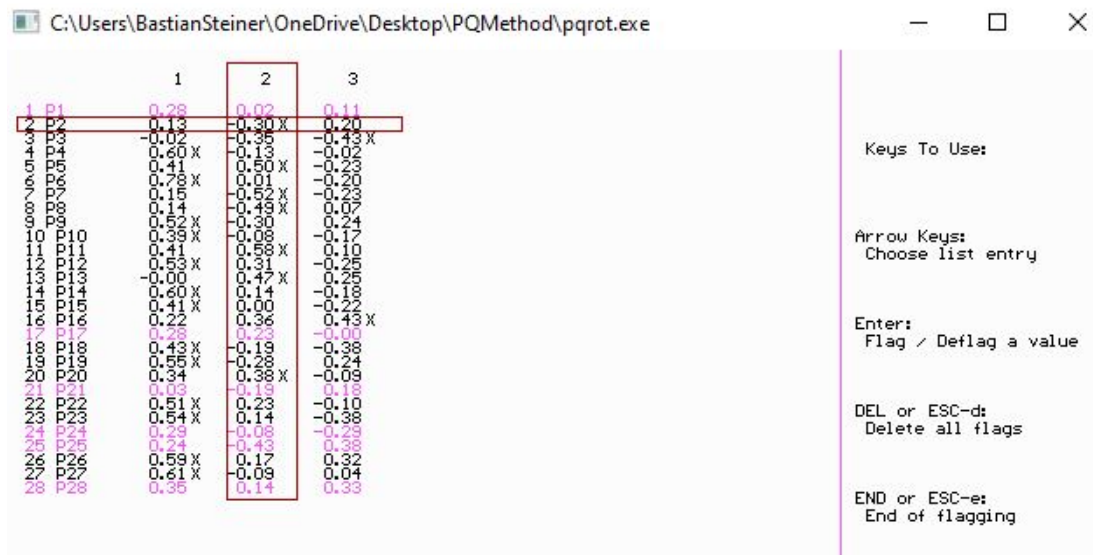 C:\Users\BastianSteiner\OneDrive\Desktop\PQMethod\pqrot.exe
1 2 3
1 P1 0.28 0.02 0.11
2 P2 0.13 -0.30 X 0.20
3 P3 -0.02 -0.35 -0.43 X
4 P4 0.60 X -0.13 -0.02
5 P5 0.41 0.50 X -0.23
6 P6 0.78 X 0.01 -0.20
7 P7 0.15 -0.52 X -0.23
8 P8 0.14 -0.49 X 0.07
9 P9 0.52 X -0.30 0.24
10 P10 0.39 X -0.08 -0.17
11 P11 0.41 0.58 X 0.10
12 P12 0.53 X 0.31 -0.25
13 P13 -0.00 0.47 X 0.25
14 P14 0.60 X 0.14 -0.18
15 P15 0.41 X 0.00 -0.22
16 P16 0.22 0.36 0.43 X
17 P17 0.28 0.23 -0.00
18 P18 0.43 X -0.19 -0.38
19 P19 0.55 X -0.28 0.24
20 P20 0.34 0.38 X -0.09
21 P21 0.03 -0.19 0.18
22 P22 0.51 X 0.23 -0.10
23 P23 0.54 X 0.14 -0.38
24 P24 0.29 -0.08 -0.29
25 P25 0.24 -0.43 0.38
26 P26 0.59 X 0.17 0.32
27 P27 0.61 X -0.09 0.04
28 P28 0.35 0.14 0.33
Keys To Use:
Arrow Keys:
Choose list entry
Enter:
Flag / Deflag a value
DEL or ESC-d:
Delete all flags
END or ESC-e:
End of flagging